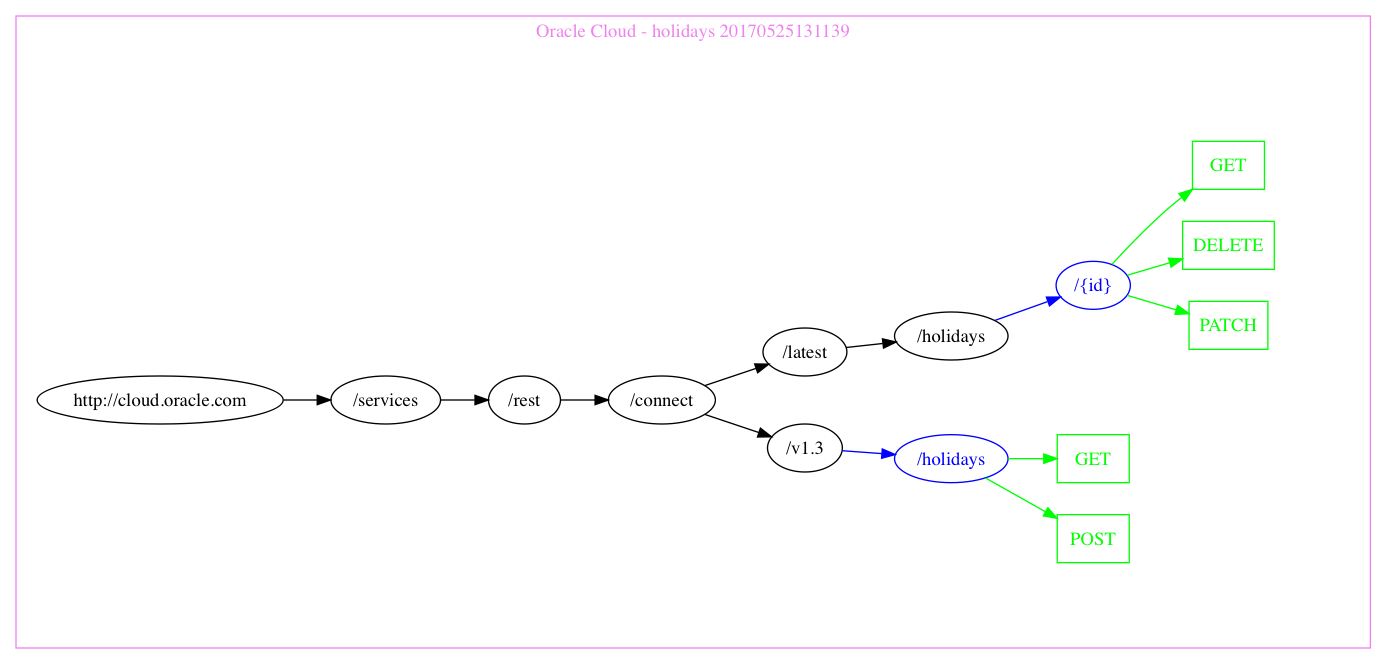 Oracle Cloud - holidays 20170525131139
GET
DELETE
/{id}
PATCH
/holidays
/latest
http://cloud.oracle.com
/services
/rest
/connect
/v1.3
/holidays
GET
POST